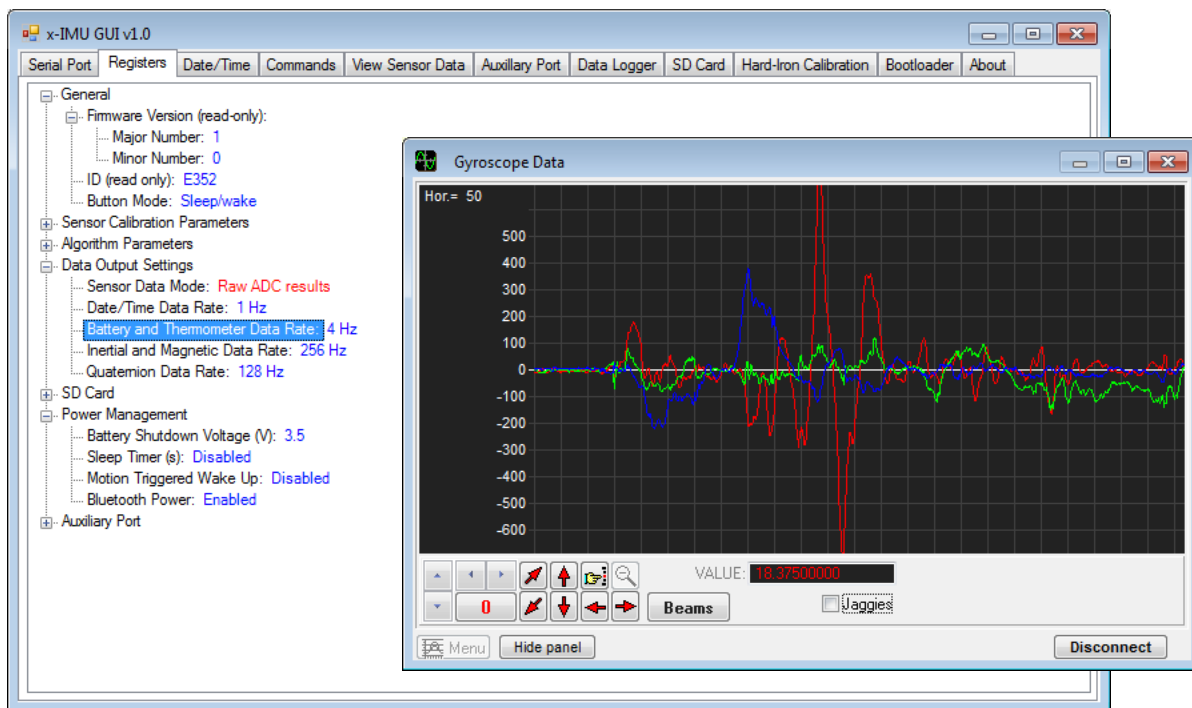 x-IMU GUI v1.0
Serial Port Registers Date/Time Commands View Sensor Data Auxillary Port Data Logger SD Card Hard-Iron Calibration Bootloader About
General
Firmware Version (read-only):
Major Number: 1
Minor Number: 0
ID (read only): E352
Button Mode: Sleep/wake
Sensor Calibration Parameters
Algorithm Parameters
Data Output Settings
Sensor Data Mode: Raw ADC results
Date/Time Data Rate: 1 Hz
Battery and Thermometer Data Rate: 4 Hz
Inertial and Magnetic Data Rate: 256 Hz
Quaternion Data Rate: 128 Hz
SD Card
Power Management
Battery Shutdown Voltage (V): 3.5
Sleep Timer (s): Disabled
Motion Triggered Wake Up: Disabled
Bluetooth Power: Enabled
Auxiliary Port
Gyroscope Data
Hor.= 50
500
400
300
200
100
0
-100
-200
-300
-400
-500
-600
VALUE: 18.37500000
0 Beams Jaggies
Menu Hide panel Disconnect